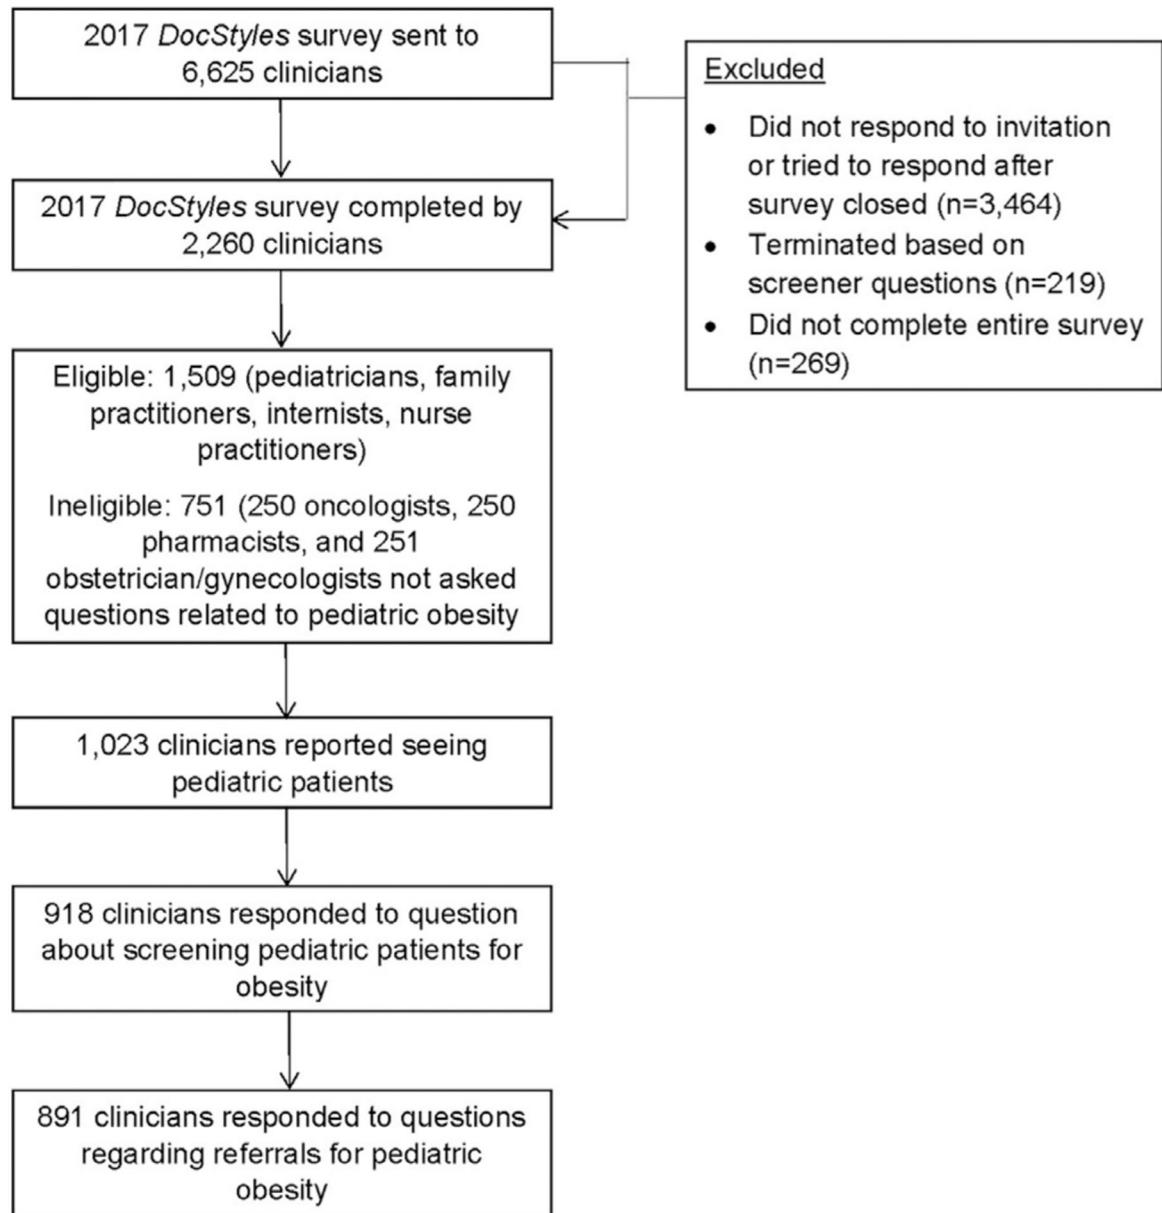 2017 DocStyles survey sent to
6,625 clinicians
Excluded
• Did not respond to invitation
or tried to respond after
survey closed (n=3,464)
• Terminated based on
screener questions (n=219)
• Did not complete entire survey
(n=269)
2017 DocStyles survey completed by
2,260 clinicians
Eligible: 1,509 (pediatricians, family
practitioners, internists, nurse
practitioners)
Ineligible: 751 (250 oncologists, 250
pharmacists, and 251
obstetrician/gynecologists not asked
questions related to pediatric obesity
1,023 clinicians reported seeing
pediatric patients
918 clinicians responded to question
about screening pediatric patients for
obesity
891 clinicians responded to questions
regarding referrals for pediatric
obesity